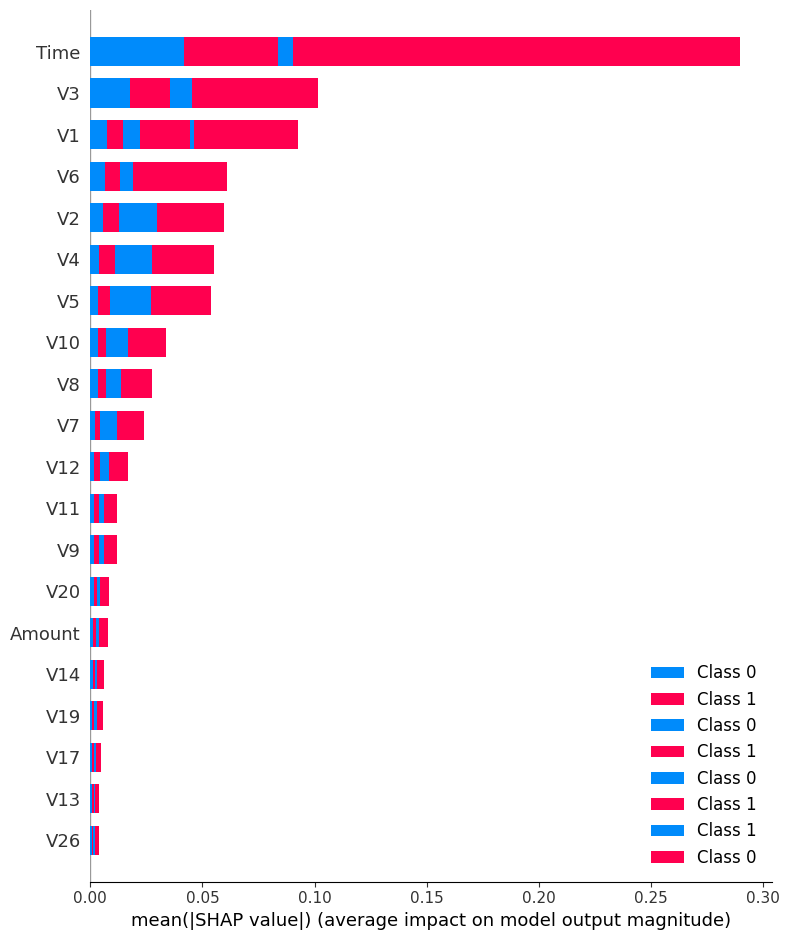 Time
V3
V1
V6
V2
V4
V5
V10
V8
V7
V12
V11
V9
V20
Amount
V14
V19
V17
V13
V26
Class 0
Class 1
Class 0
Class 1
Class 0
Class 1
Class 1
Class 0
0.00 0.05 0.10 0.15 0.20 0.25 0.30
mean(|SHAP value|) (average impact on model output magnitude)